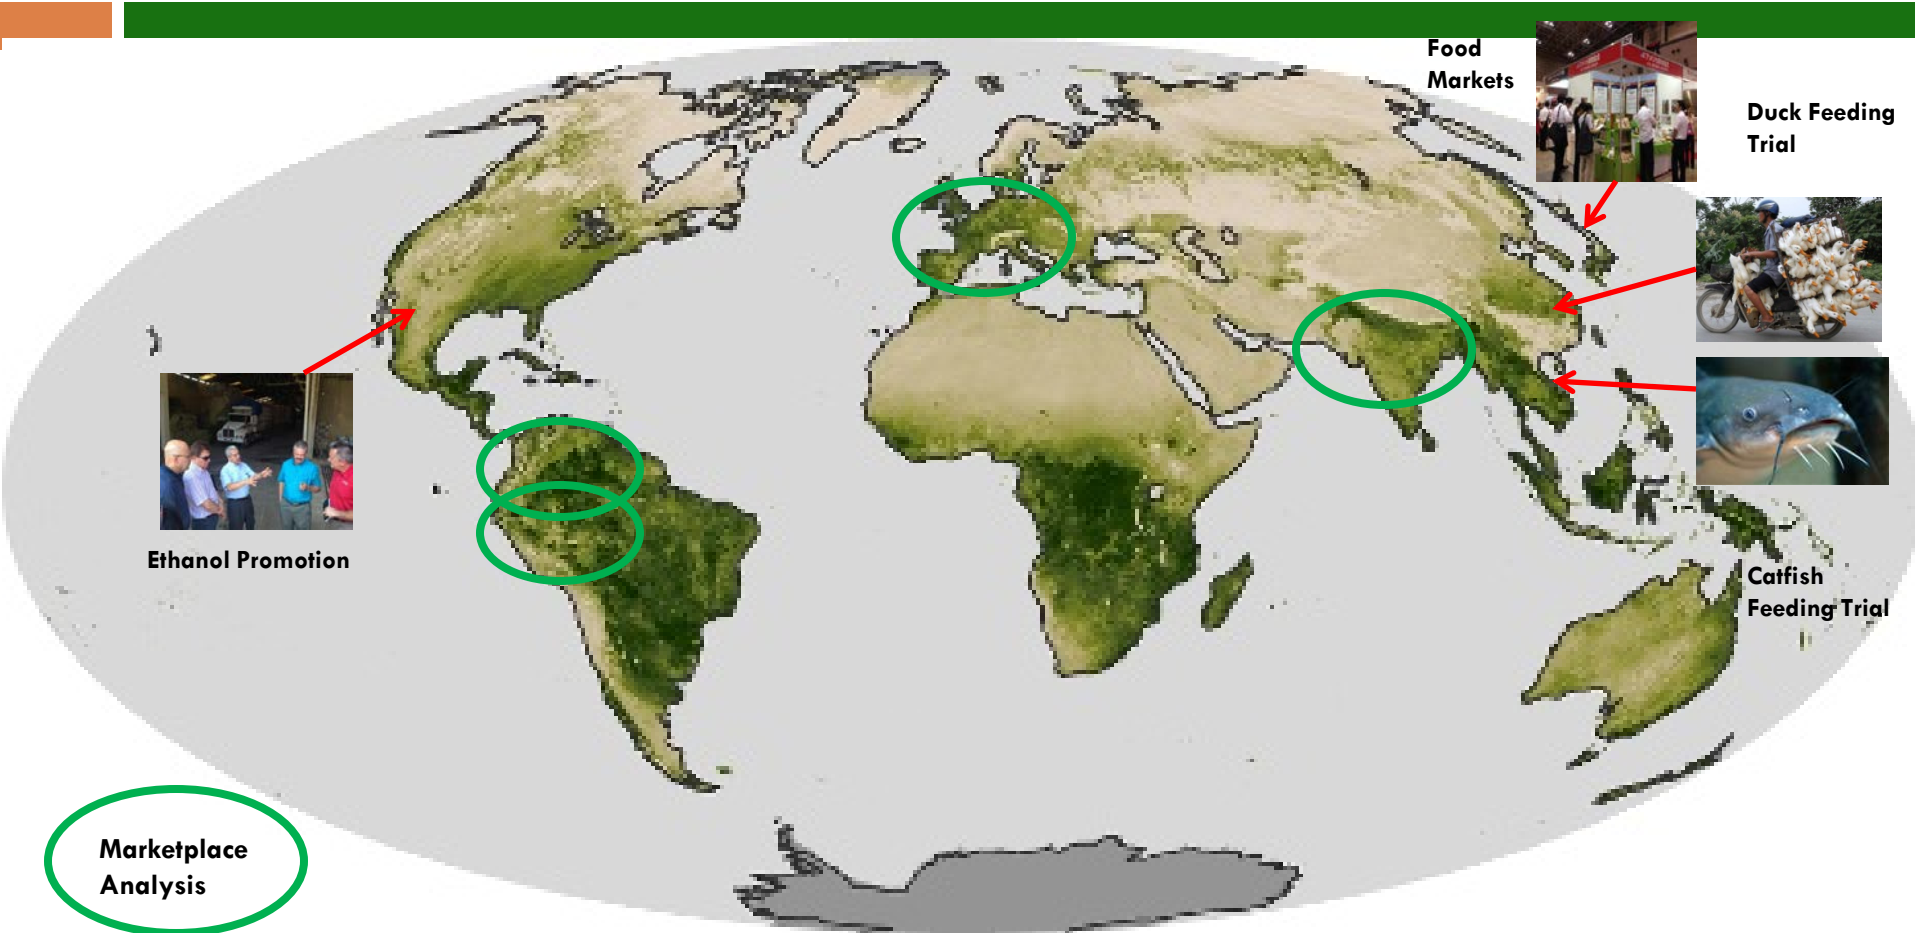 Food
Markets
Duck Feeding
Trial
Ethanol Promotion
Catfish
Feeding Trial
Marketplace
Analysis